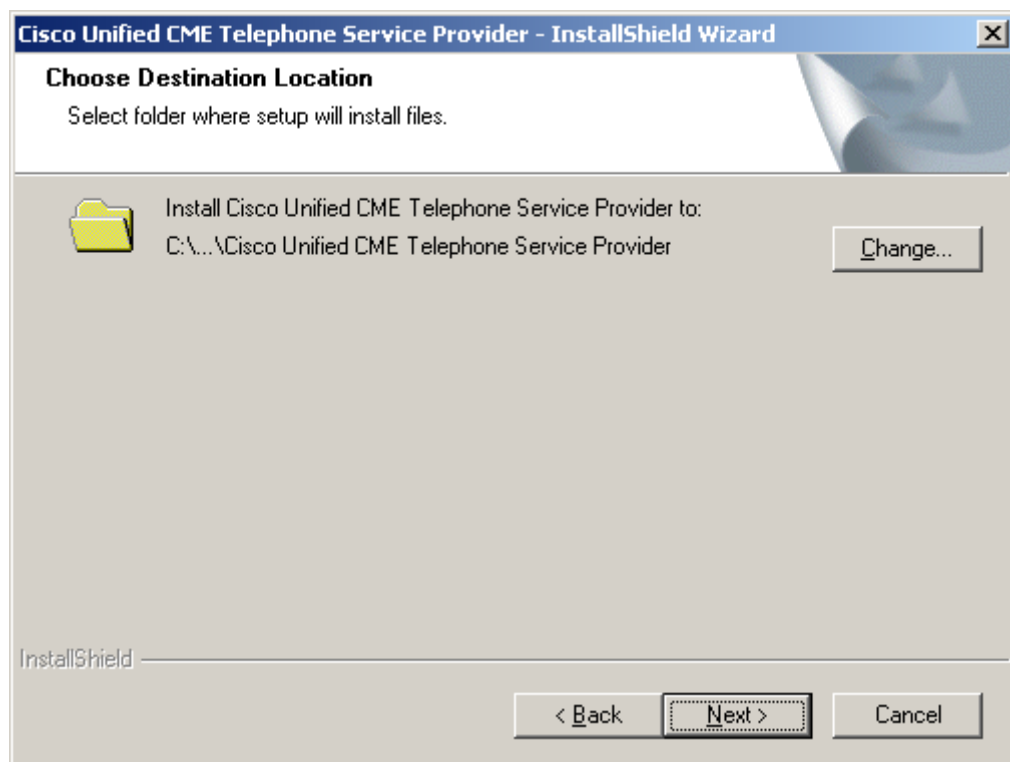 Cisco Unified CME Telephone Service Provider - InstallShield Wizard
Choose Destination Location
Select folder where setup will install files.
Install Cisco Unified CME Telephone Service Provider to:
C:\...\Cisco Unified CME Telephone Service Provider
Change...
InstallShield
< Back
Next >
Cancel